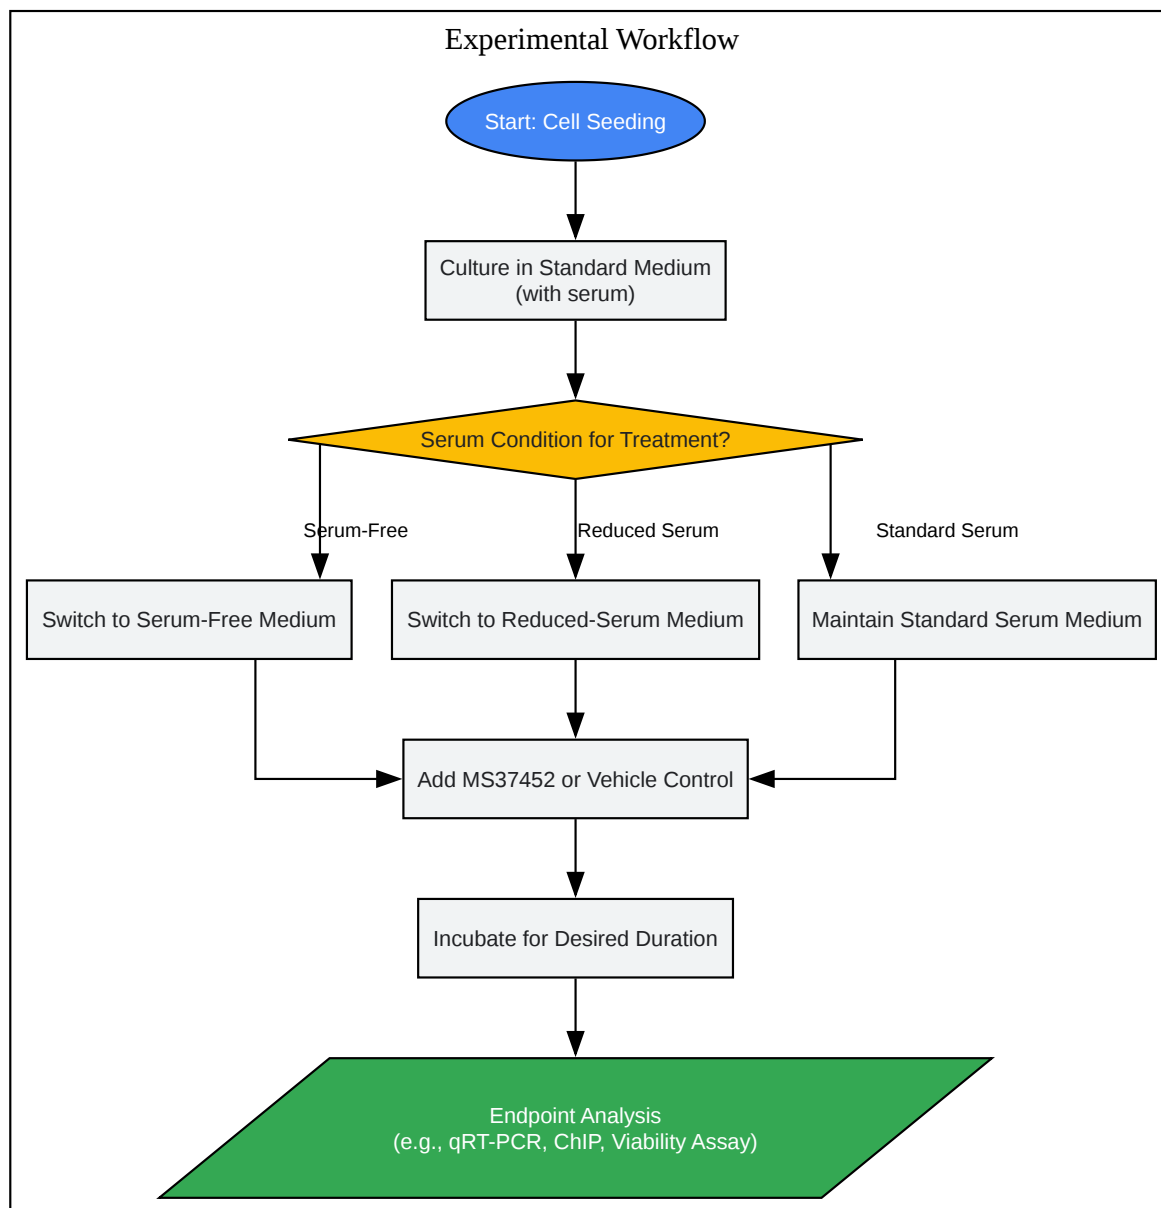 Experimental Workflow
Start: Cell Seeding
Culture in Standard Medium
(with serum)
Serum Condition for Treatment?
Serum-Free
Reduced Serum
Standard Serum
Switch to Serum-Free Medium
Switch to Reduced-Serum Medium
Maintain Standard Serum Medium
Add MS37452 or Vehicle Control
Incubate for Desired Duration
Endpoint Analysis
(e.g., qRT-PCR, ChIP, Viability Assay)